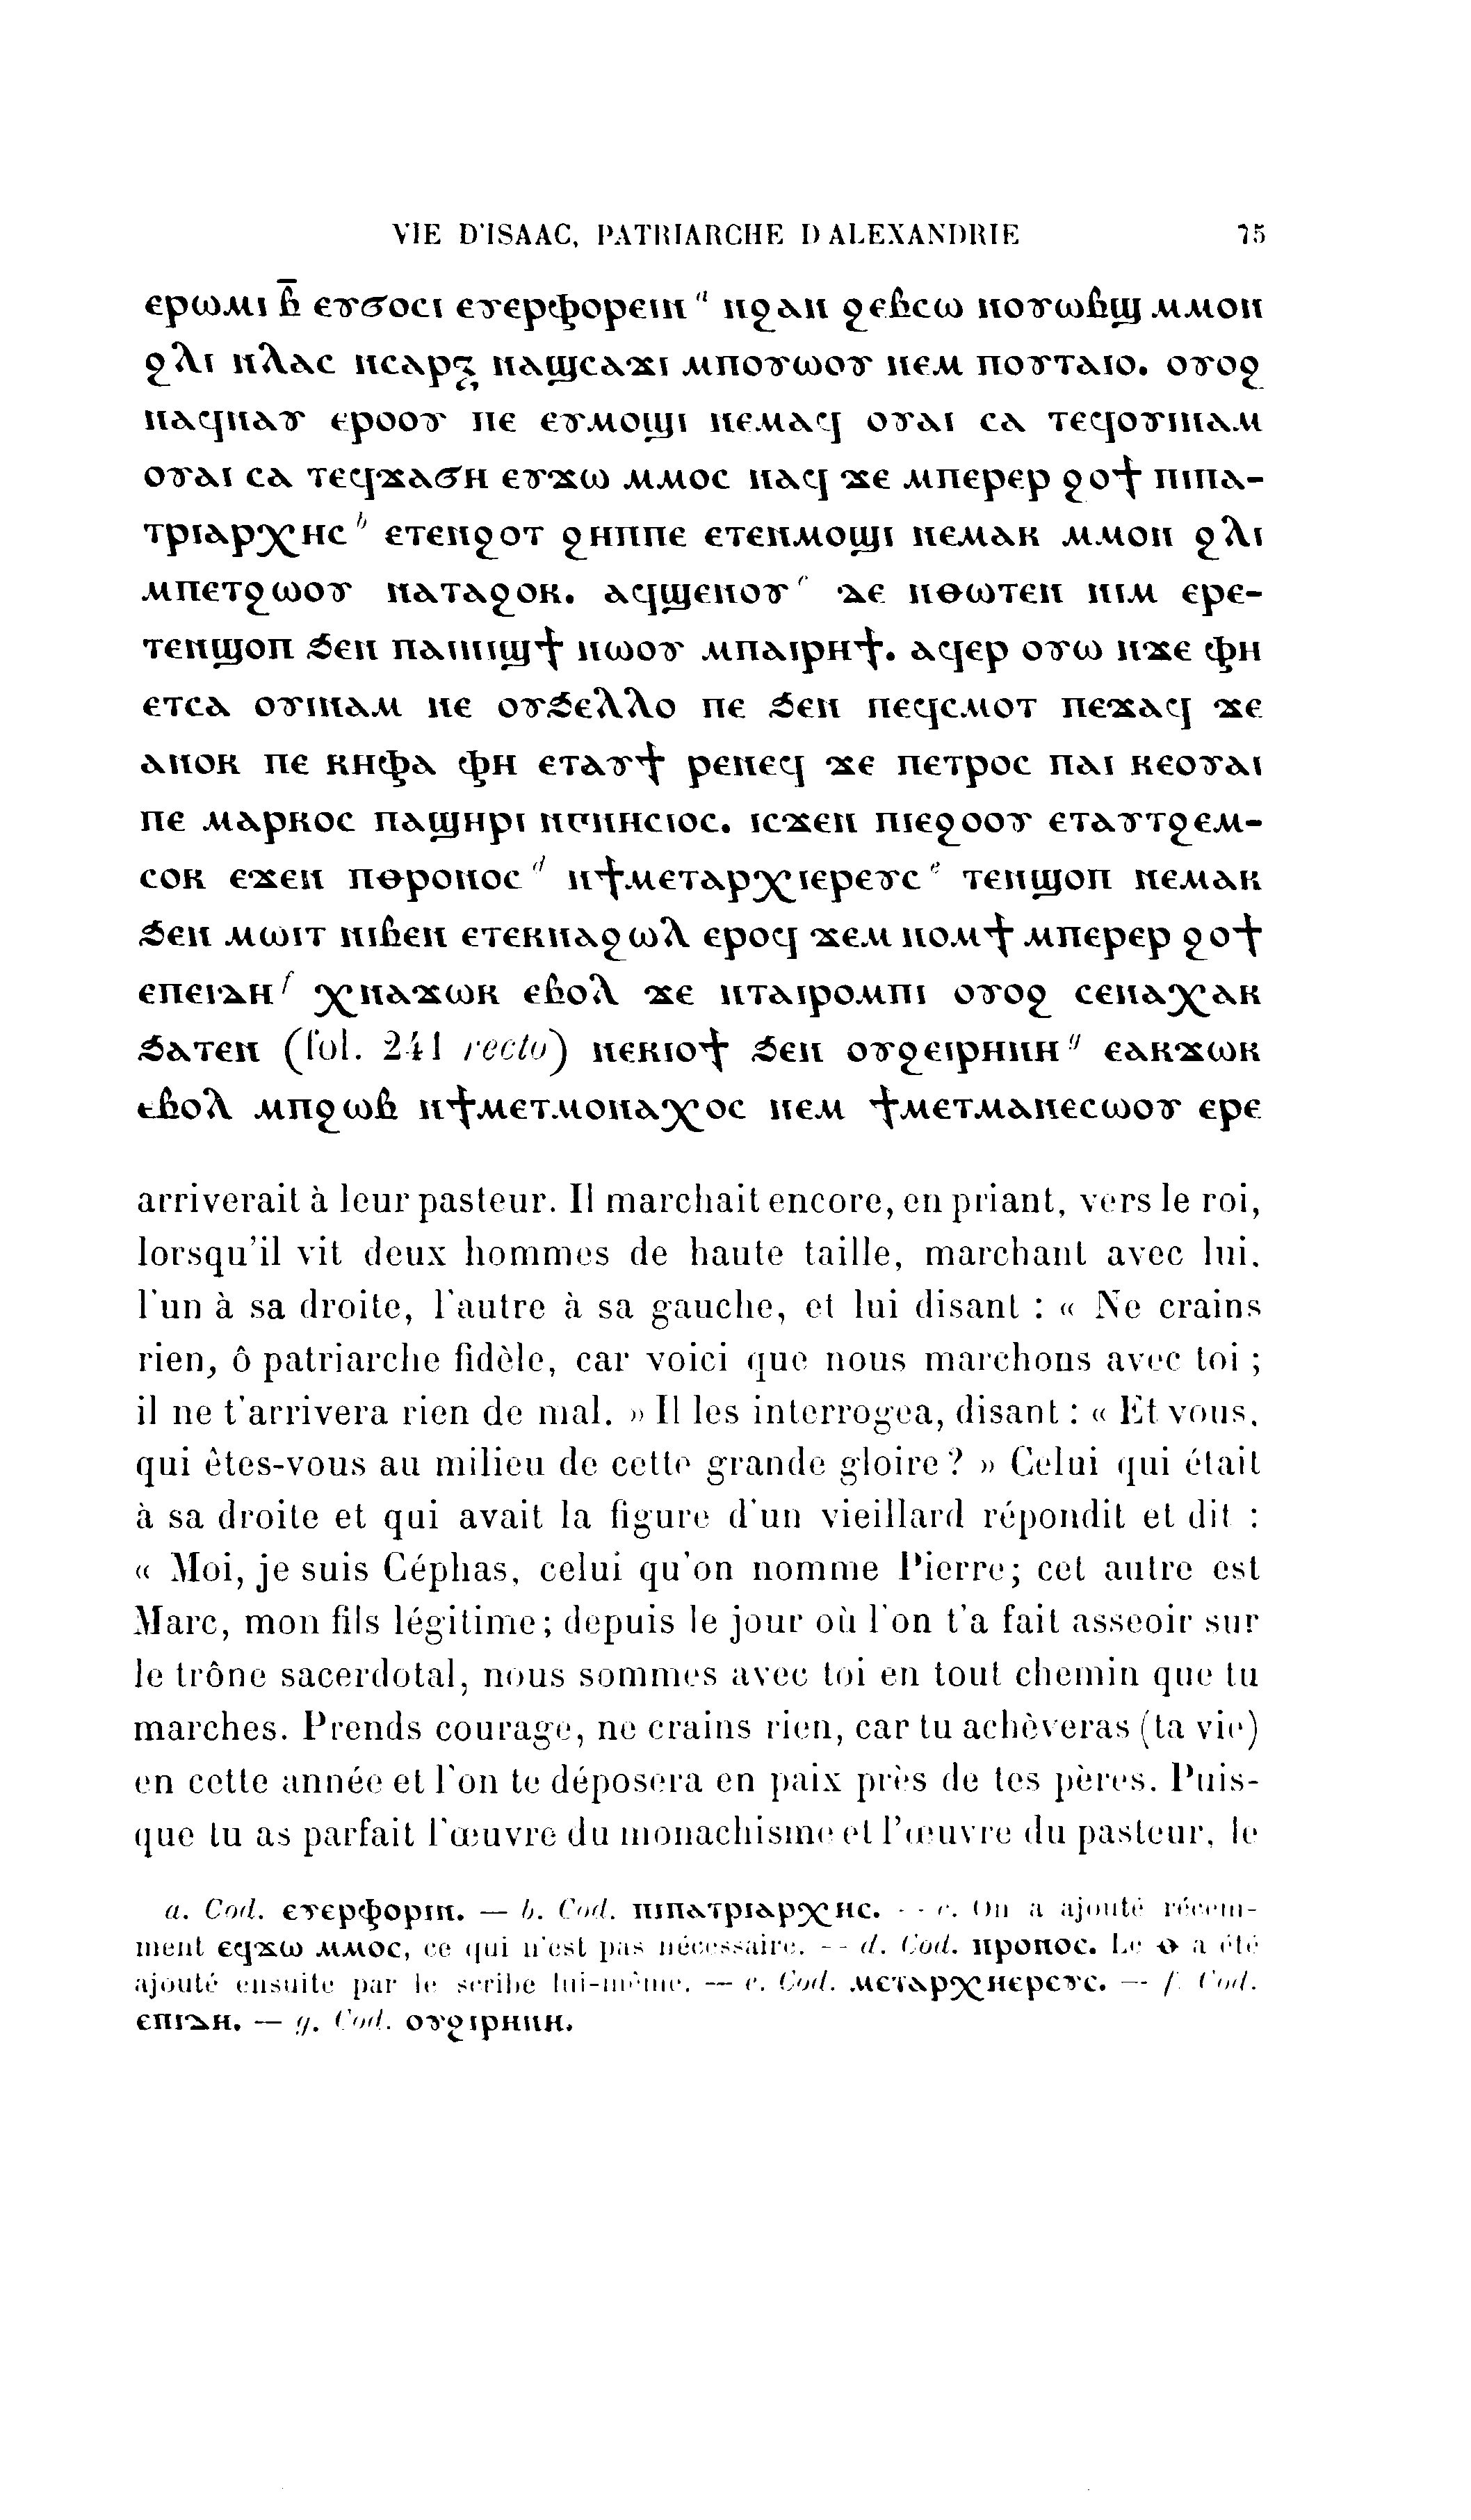 VIE D'ISAAC, PATRIARCHE D ALEXANDRIE 75
ⲉⲣⲱⲙⲓ ⲃ̅ ⲉⲩϭⲟⲥⲓ ⲉⲩⲉⲣⲫⲟⲣⲉⲓⲛ a ⲛϩⲁⲛ ϩⲉⲃⲥⲱ ⲛⲟⲩⲱⲃϣ ⲙⲙⲟⲛ
ϩⲗⲓ ⲛⲗⲁⲥ ⲛⲥⲁⲣⲝ ⲛⲁϣⲥⲁϫⲓ ⲙⲡⲟⲩⲱⲟⲩ ⲛⲉⲙ ⲡⲟⲩⲧⲁⲓⲟ. ⲟⲩⲟϩ
ⲛⲁϥⲛⲁⲩ ⲉⲣⲟⲟⲩ ⲡⲉ ⲉⲩⲙⲟϣⲓ ⲛⲉⲙⲁϥ ⲟⲩⲁⲓ ⲥⲁ ⲧⲉϥⲟⲩⲓⲛⲁⲙ
ⲟⲩⲁⲓ ⲥⲁ ⲧⲉϥϫⲁϭⲏ ⲉⲩϫⲱ ⲙⲙⲟⲥ ⲛⲁϥ ϫⲉ ⲙⲡⲉⲣⲉⲣ ϩⲟϯ ⲡⲓⲡⲁ-
ⲧⲣⲓⲁⲣⲭⲏⲥ b ⲉⲧⲉⲛϩⲟⲧ ϩⲏⲡⲡⲉ ⲉⲧⲉⲛⲙⲟϣⲓ ⲛⲉⲙⲁⲕ ⲙⲙⲟⲛ ϩⲗⲓ
ⲙⲡⲉⲧϩⲱⲟⲩ ⲛⲁⲧⲁϩⲟⲕ. ⲁϥϣⲉⲛⲟⲩ c ⲇⲉ ⲛⲑⲱⲧⲉⲛ ⲛⲓⲙ ⲉⲣⲉ-
ⲧⲉⲛϣⲟⲡ ϧⲉⲛ ⲡⲁⲓⲛⲓϣϯ ⲛⲱⲟⲩ ⲙⲡⲁⲓⲣⲏϯ. ⲁϥⲉⲣ ⲟⲩⲱ ⲛϫⲉ ⲫⲏ
ⲉⲧⲥⲁ ⲟⲩⲓⲛⲁⲙ ⲛⲉ ⲟⲩϧⲉⲗⲗⲟ ⲡⲉ ϧⲉⲛ ⲡⲉϥⲥⲙⲟⲧ ⲡⲉϫⲁϥ ϫⲉ
ⲁⲛⲟⲕ ⲡⲉ ⲕⲏⲫⲁ ⲫⲏ ⲉⲧⲁⲩϯ ⲣⲉⲛⲉϥ ϫⲉ ⲡⲉⲧⲣⲟⲥ ⲡⲁⲓ ⲕⲉⲟⲩⲁⲓ
ⲡⲉ ⲙⲁⲣⲕⲟⲥ ⲡⲁϣⲏⲣⲓ ⲛⲅⲛⲏⲥⲓⲟⲥ. ⲓⲥϫⲉⲛ ⲡⲓⲉϩⲟⲟⲩ ⲉⲧⲁⲩⲧϩⲉⲙ-
ⲥⲟⲕ ⲉϫⲉⲛ ⲡⲑⲣⲟⲛⲟⲥ d ⲛϯⲙⲉⲧⲁⲣⲭⲓⲉⲣⲉⲩⲥ e ⲧⲉⲛϣⲟⲡ ⲛⲉⲙⲁⲕ
ϧⲉⲛ ⲙⲱⲓⲧ ⲛⲓⲃⲉⲛ ⲉⲧⲉⲕⲛⲁϩⲱⲗ ⲉⲣⲟϥ ϫⲉⲙ ⲛⲟⲙϯ ⲙⲡⲉⲣⲉⲣ ϩⲟϯ
ⲉⲡⲉⲓⲇⲏ f ⲭⲛⲁϫⲱⲕ ⲉⲃⲟⲗ ϫⲉ ⲛⲧⲁⲓⲣⲟⲙⲡⲓ ⲟⲩⲟϩ ⲥⲉⲛⲁⲭⲁⲕ
ϧⲁⲧⲉⲛ (fol. 241 recto) ⲛⲉⲕⲓⲟϯ ϧⲉⲛ ⲟⲩϩⲉⲓⲣⲏⲛⲏ g ⲉⲁⲕϫⲱⲕ
ⲉⲃⲟⲗ ⲙⲡϩⲱⲃ ⲛϯⲙⲉⲧⲙⲟⲛⲁⲭⲟⲥ ⲛⲉⲙ ϯⲙⲉⲧⲙⲁⲛⲉⲥⲱⲟⲩ ⲉⲣⲉ
arriverait à leur pasteur. Il marchait encore, en priant, vers le roi,
lorsqu'il vit deux hommes de haute taille, marchant avec lui,
l'un à sa droite, l'autre à sa gauche, et lui disant : « Ne crains
rien, ô patriarche fidèle, car voici que nous marchons avec toi ;
il ne t'arrivera rien de mal. » Il les interrogea, disant : « Et vous,
qui êtes-vous au milieu de cette grande gloire ? » Celui qui était
à sa droite et qui avait la figure d'un vieillard répondit et dit :
« Moi, je suis Céphas, celui qu'on nomme Pierre; cet autre est
Marc, mon fils légitime; depuis le jour où l'on t'a fait asseoir sur
le trône sacerdotal, nous sommes avec toi en tout chemin que tu
marches. Prends courage, ne crains rien, car tu achèveras (ta vie)
en cette année et l'on te déposera en paix près de tes pères. Puis-
que tu as parfait l'œuvre du monachisme et l'œuvre du pasteur, le
a. Cod. ⲉⲩⲉⲣⲫⲟⲣⲓⲛ. — b. Cod. ⲡⲓⲡⲁⲧⲣⲓⲁⲣⲭⲏⲥ. -- c. On a ajouté récem-
ment ⲉϥϫⲱ ⲙⲙⲟⲥ, ce qui n'est pas nécessaire. -- d. Cod. ⲡⲣⲟⲛⲟⲥ. Le ⲑ a été
ajouté ensuite par le scribe lui-même. — e. Cod. ⲙⲉⲧⲁⲣⲭⲏⲉⲣⲉⲩⲥ. — f. Cod.
ⲉⲡⲓⲇⲏ. — g. Cod. ⲟⲩϩⲓⲣⲏⲛⲏ.